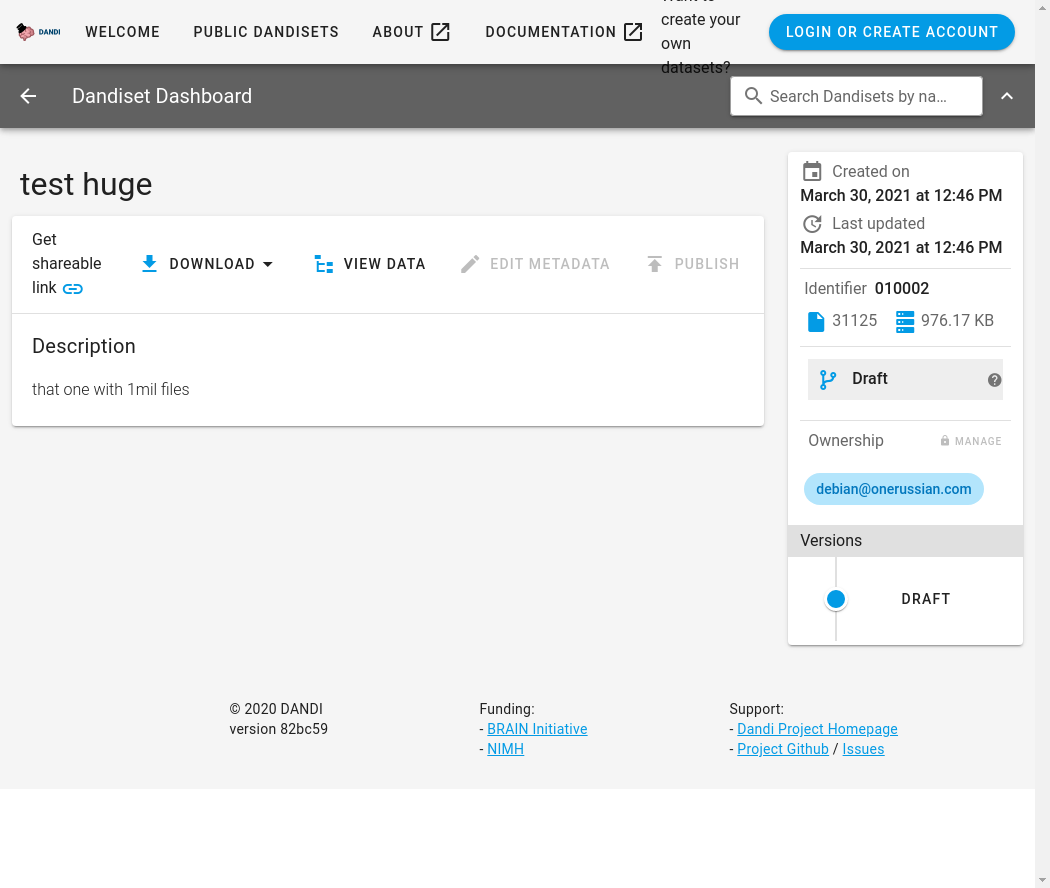 DANDI
WELCOME
PUBLIC DANDISETS
ABOUT
DOCUMENTATION
create your
own
datasets?
LOGIN OR CREATE ACCOUNT
Dandiset Dashboard
Search Dandisets by na...
test huge
Get
shareable
link
DOWNLOAD
VIEW DATA
EDIT METADATA
PUBLISH
Description
that one with 1mil files
Created on
March 30, 2021 at 12:46 PM
Last updated
March 30, 2021 at 12:46 PM
Identifier 010002
31125 976.17 KB
Draft
Ownership MANAGE
debian@onerussian.com
Versions
DRAFT
© 2020 DANDI
version 82bc59
Funding:
- BRAIN Initiative
- NIMH
Support:
- Dandi Project Homepage
- Project Github / Issues